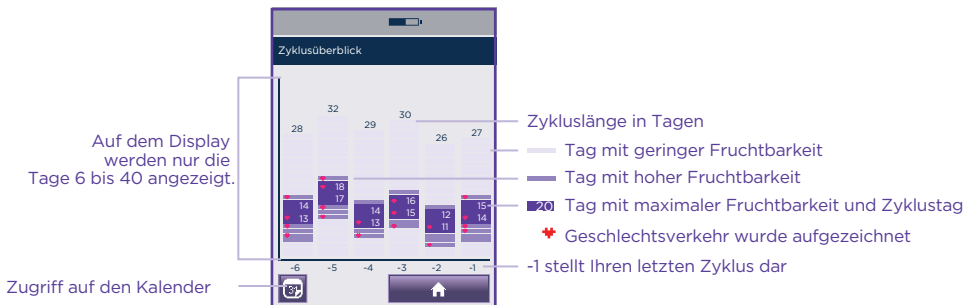 Zyklusüberblick
28
32
29
30
26
27
14
13
18
17
14
13
16
15
12
11
15
14
-6
-5
-4
-3
-2
-1
31
Auf dem Display
werden nur die
Tage 6 bis 40 angezeigt.
Zugriff auf den Kalender
Zykluslänge in Tagen
Tag mit geringer Fruchtbarkeit
Tag mit hoher Fruchtbarkeit
20 Tag mit maximaler Fruchtbarkeit und Zyklustag
Geschlechtsverkehr wurde aufgezeichnet
-1 stellt Ihren letzten Zyklus dar